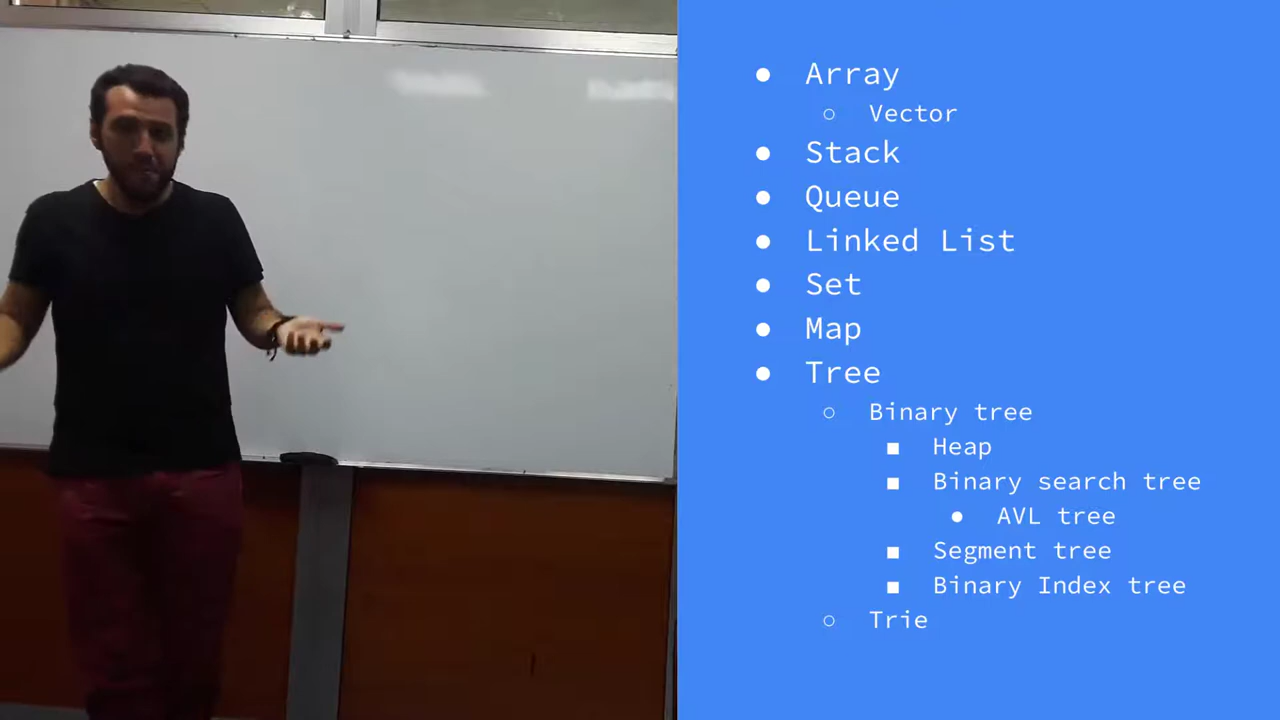 Array
Vector
Stack
Queue
Linked List
Set
Map
Tree
Binary tree
Heap
Binary search tree
AVL tree
Segment tree
Binary Index tree
Trie